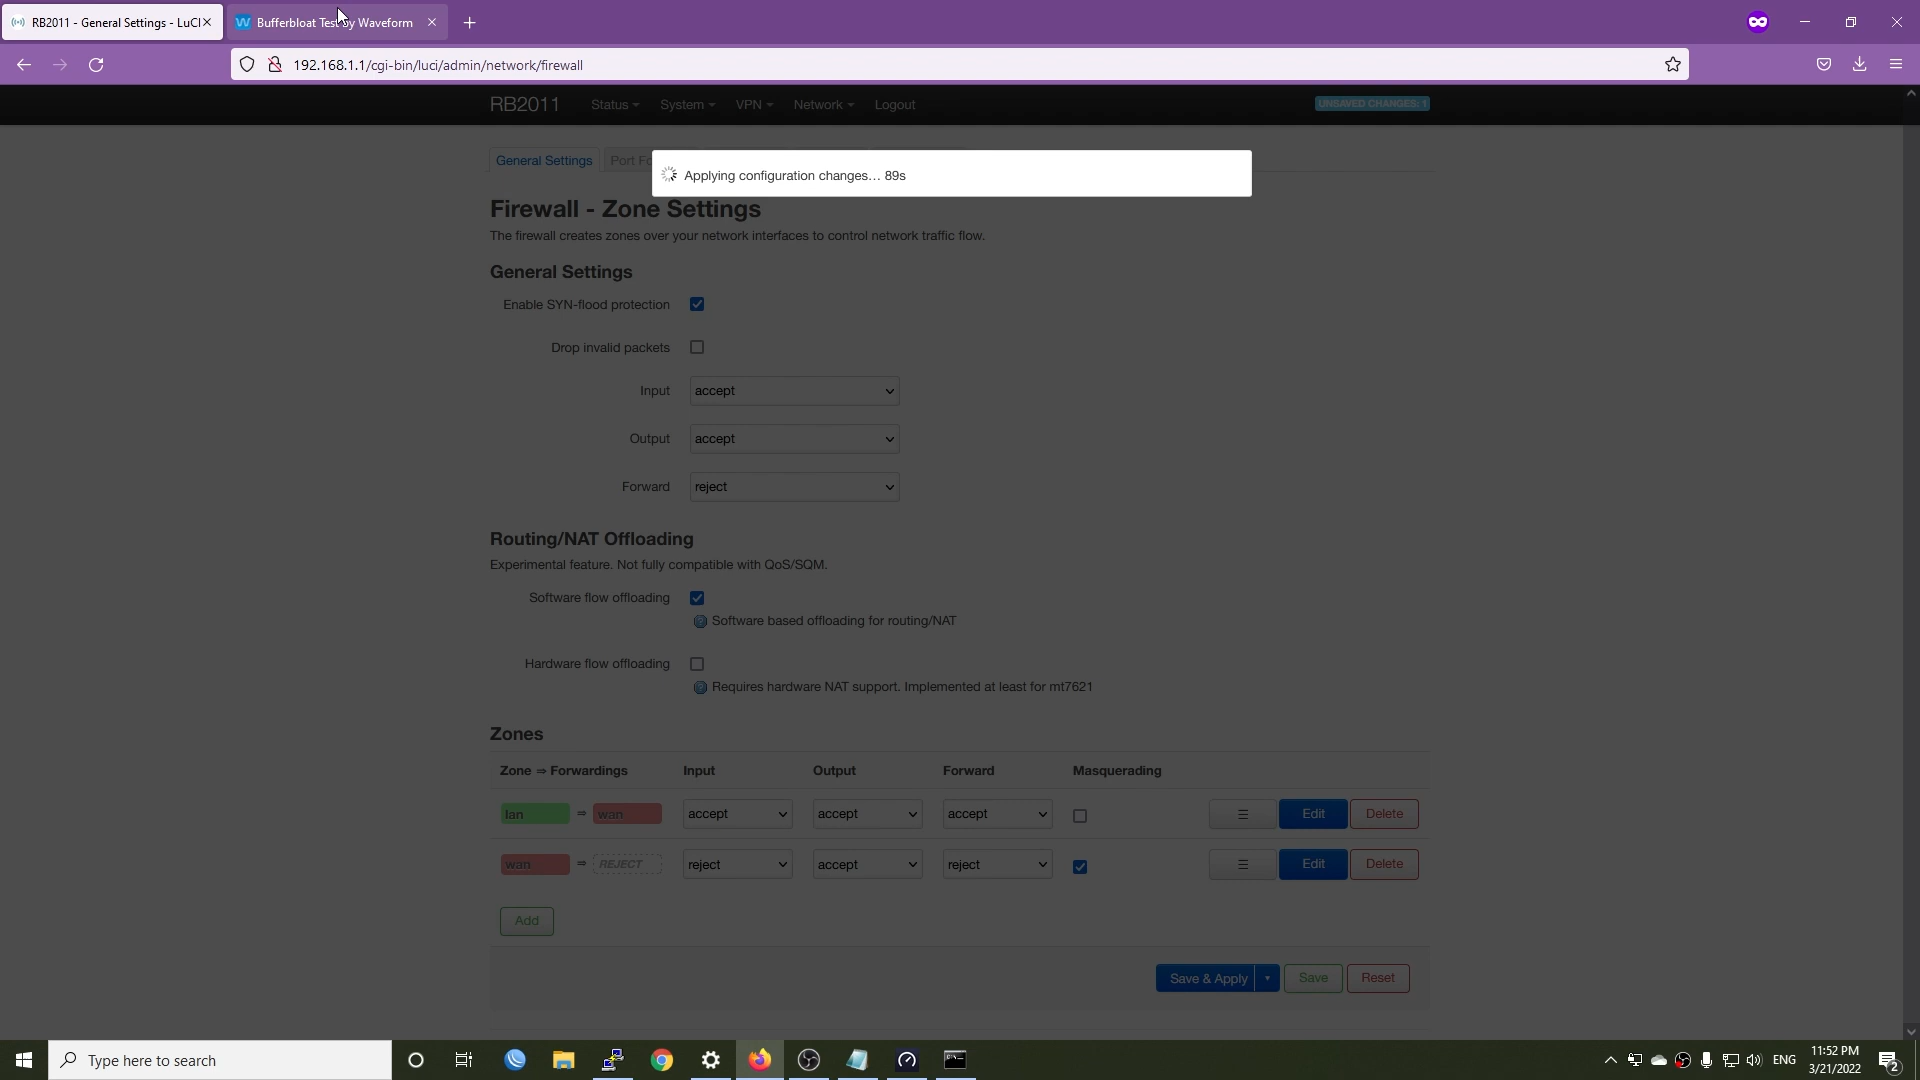 RB2011 - General Settings - LuCI
Bufferbloat Test by Waveform
192.168.1.1/cgi-bin/luci/admin/network/firewall
RB2011 Status System VPN Network Logout UNSAVED CHANGES: 1
General Settings Port Fo
Applying configuration changes… 89s
Firewall - Zone Settings
The firewall creates zones over your network interfaces to control network traffic flow.
General Settings
Enable SYN-flood protection
Drop invalid packets
Input accept
Output accept
Forward reject
Routing/NAT Offloading
Experimental feature. Not fully compatible with QoS/SQM.
Software flow offloading
Software based offloading for routing/NAT
Hardware flow offloading
Requires hardware NAT support. Implemented at least for mt7621
Zones
Zone ⇒ Forwardings Input Output Forward Masquerading
lan ⇒ wan accept accept accept Edit Delete
wan ⇒ REJECT reject accept reject Edit Delete
Add
Save & Apply Save Reset
Type here to search
ENG
11:52 PM
3/21/2022
2